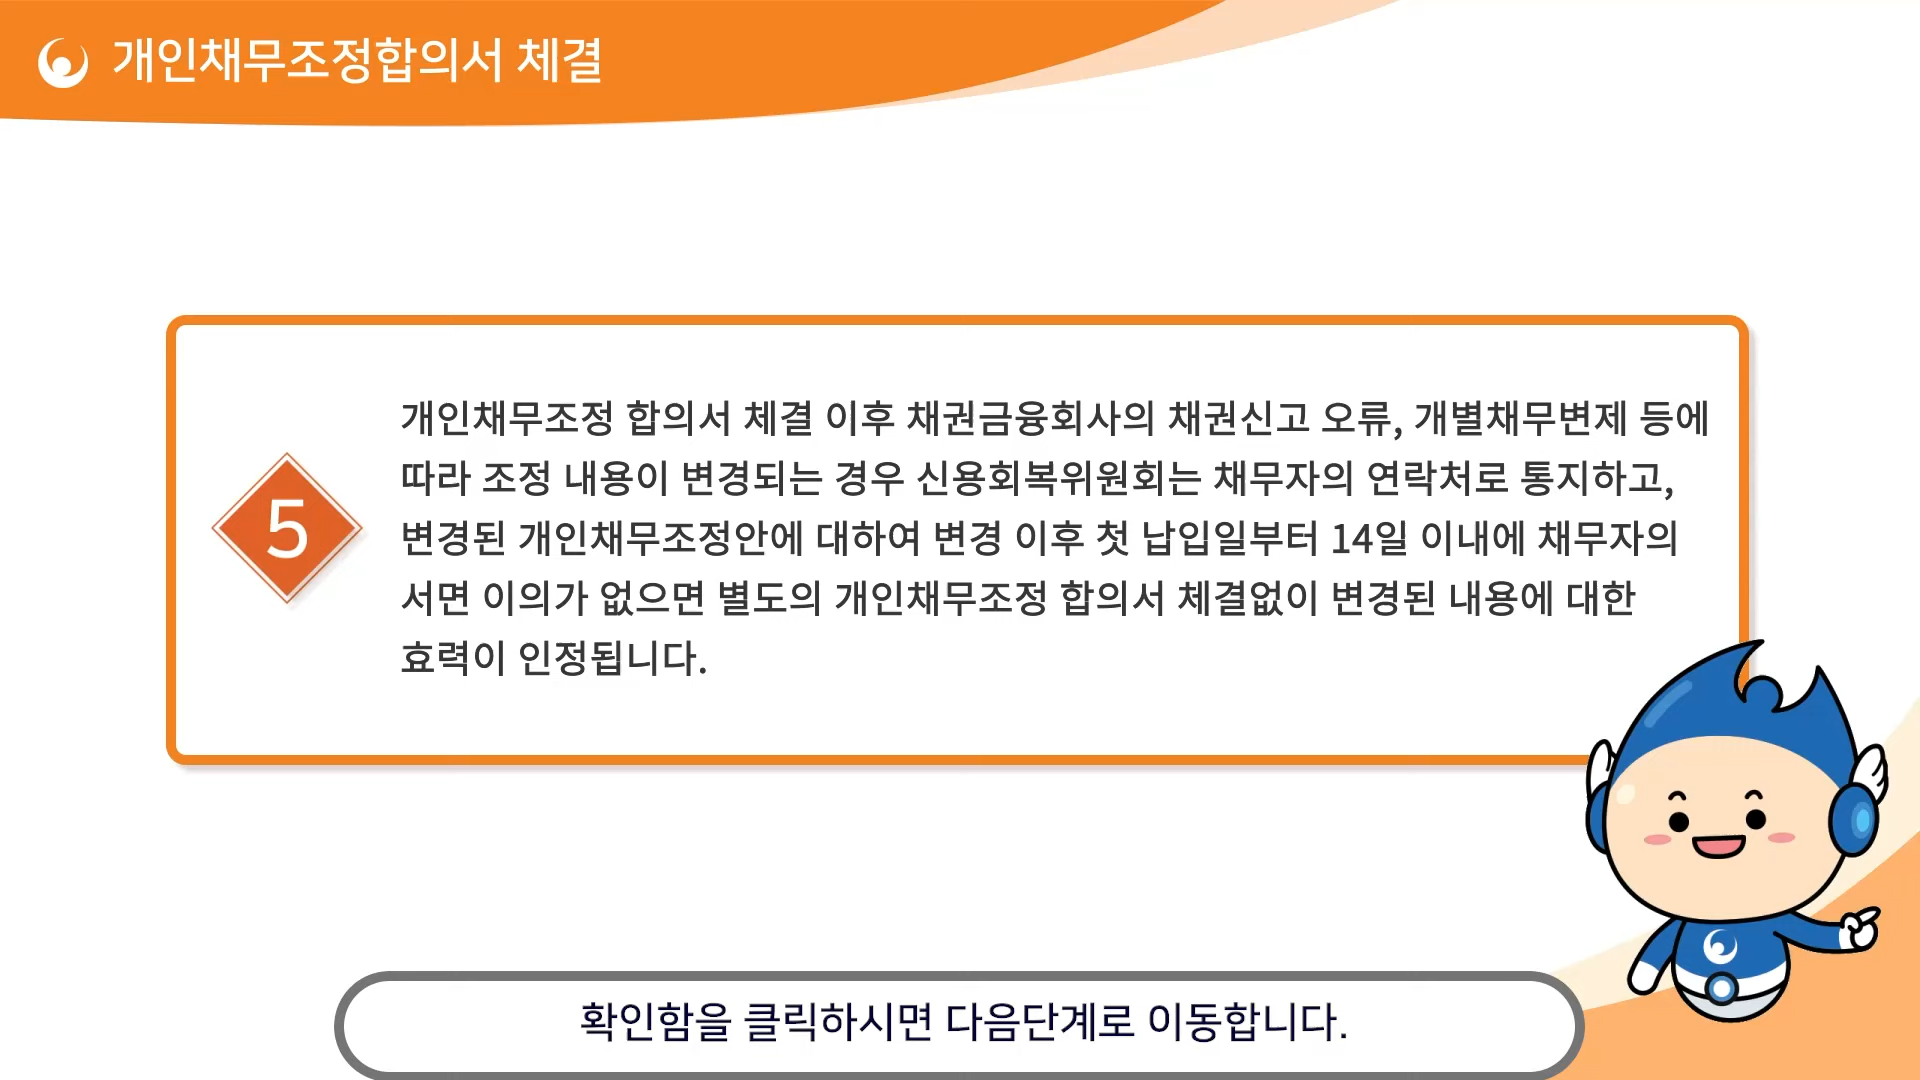 개인채무조정합의서 체결
5
개인채무조정 합의서 체결 이후 채권금융회사의 채권신고 오류, 개별채무변제 등에
따라 조정 내용이 변경되는 경우 신용회복위원회는 채무자의 연락처로 통지하고,
변경된 개인채무조정안에 대하여 변경 이후 첫 납입일부터 14일 이내에 채무자의
서면 이의가 없으면 별도의 개인채무조정 합의서 체결없이 변경된 내용에 대한
효력이 인정됩니다.
확인함을 클릭하시면 다음단계로 이동합니다.